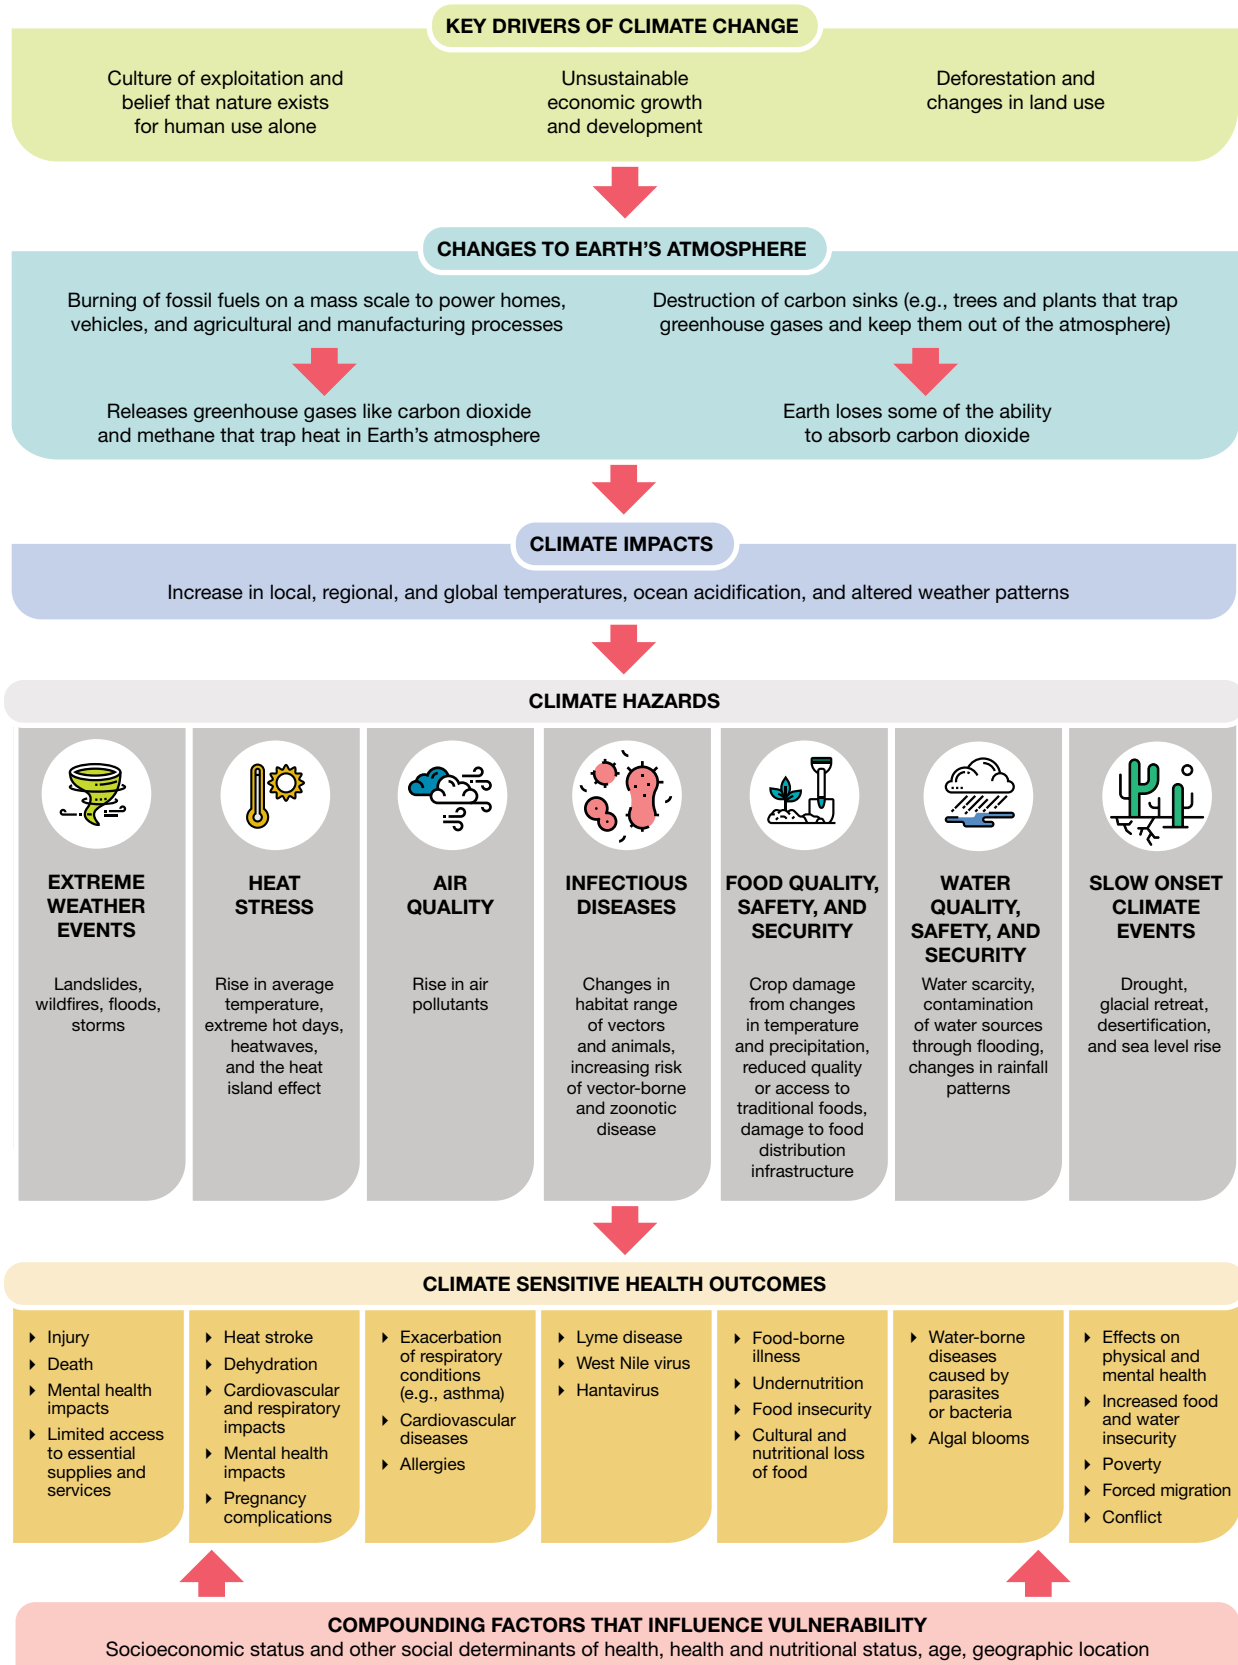 KEY DRIVERS OF CLIMATE CHANGE
Culture of exploitation and
belief that nature exists
for human use alone
Unsustainable
economic growth
and development
Deforestation and
changes in land use
CHANGES TO EARTH’S ATMOSPHERE
Burning of fossil fuels on a mass scale to power homes,
vehicles, and agricultural and manufacturing processes
Releases greenhouse gases like carbon dioxide
and methane that trap heat in Earth’s atmosphere
Destruction of carbon sinks (e.g., trees and plants that trap
greenhouse gases and keep them out of the atmosphere)
Earth loses some of the ability
to absorb carbon dioxide
CLIMATE IMPACTS
Increase in local, regional, and global temperatures, ocean acidification, and altered weather patterns
CLIMATE HAZARDS
EXTREME
WEATHER
EVENTS
Landslides,
wildfires, floods,
storms
HEAT
STRESS
Rise in average
temperature,
extreme hot days,
heatwaves,
and the heat
island effect
AIR
QUALITY
Rise in air
pollutants
INFECTIOUS
DISEASES
Changes in
habitat range
of vectors
and animals,
increasing risk
of vector-borne
and zoonotic
disease
FOOD QUALITY,
SAFETY, AND
SECURITY
Crop damage
from changes
in temperature
and precipitation,
reduced quality
or access to
traditional foods,
damage to food
distribution
infrastructure
WATER
QUALITY,
SAFETY, AND
SECURITY
Water scarcity,
contamination
of water sources
through flooding,
changes in rainfall
patterns
SLOW ONSET
CLIMATE
EVENTS
Drought,
glacial retreat,
desertification,
and sea level rise
CLIMATE SENSITIVE HEALTH OUTCOMES
Injury
Death
Mental health
impacts
Limited access
to essential
supplies and
services
Heat stroke
Dehydration
Cardiovascular
and respiratory
impacts
Mental health
impacts
Pregnancy
complications
Exacerbation
of respiratory
conditions
(e.g., asthma)
Cardiovascular
diseases
Allergies
Lyme disease
West Nile virus
Hantavirus
Food-borne
illness
Undernutrition
Food insecurity
Cultural and
nutritional loss
of food
Water-borne
diseases
caused by
parasites
or bacteria
Algal blooms
Effects on
physical and
mental health
Increased food
and water
insecurity
Poverty
Forced migration
Conflict
COMPOUNDING FACTORS THAT INFLUENCE VULNERABILITY
Socioeconomic status and other social determinants of health, health and nutritional status, age, geographic location